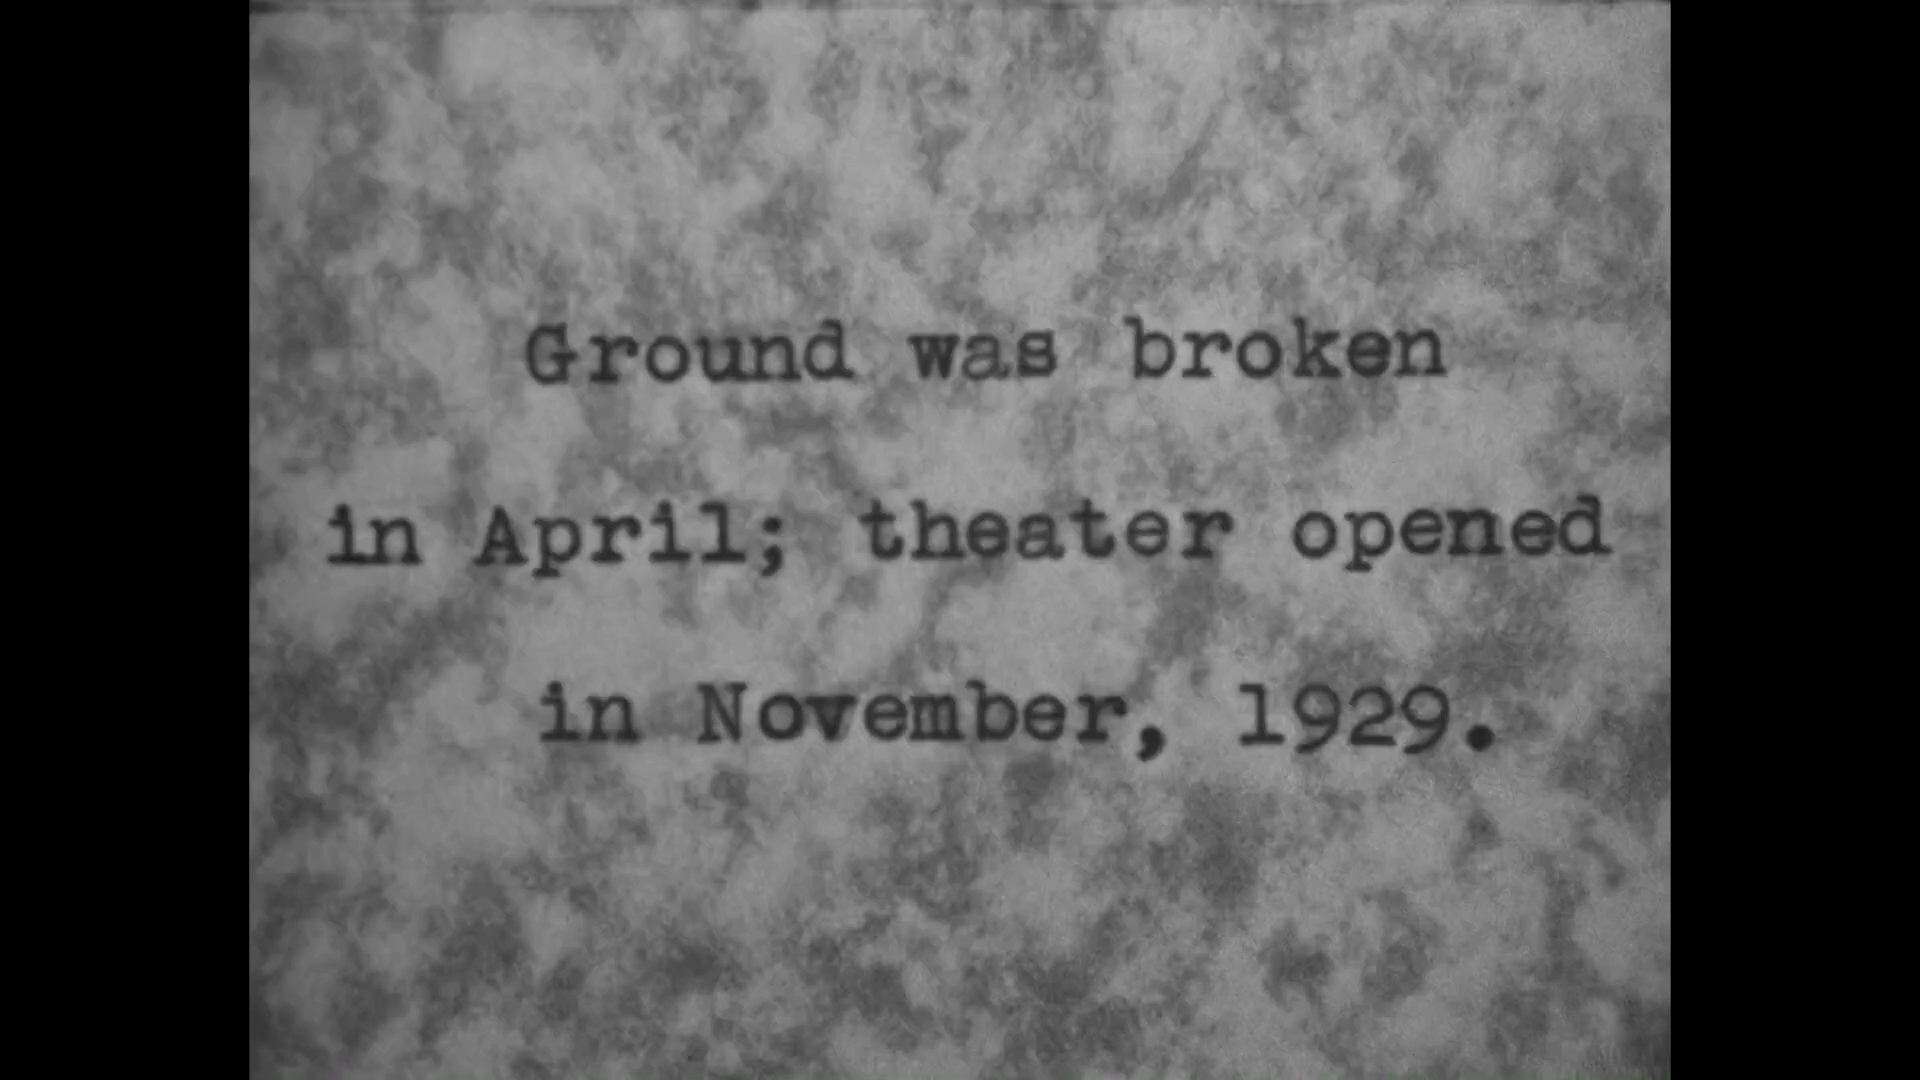 Ground was broken
in April; theater opened
in November, 1929.